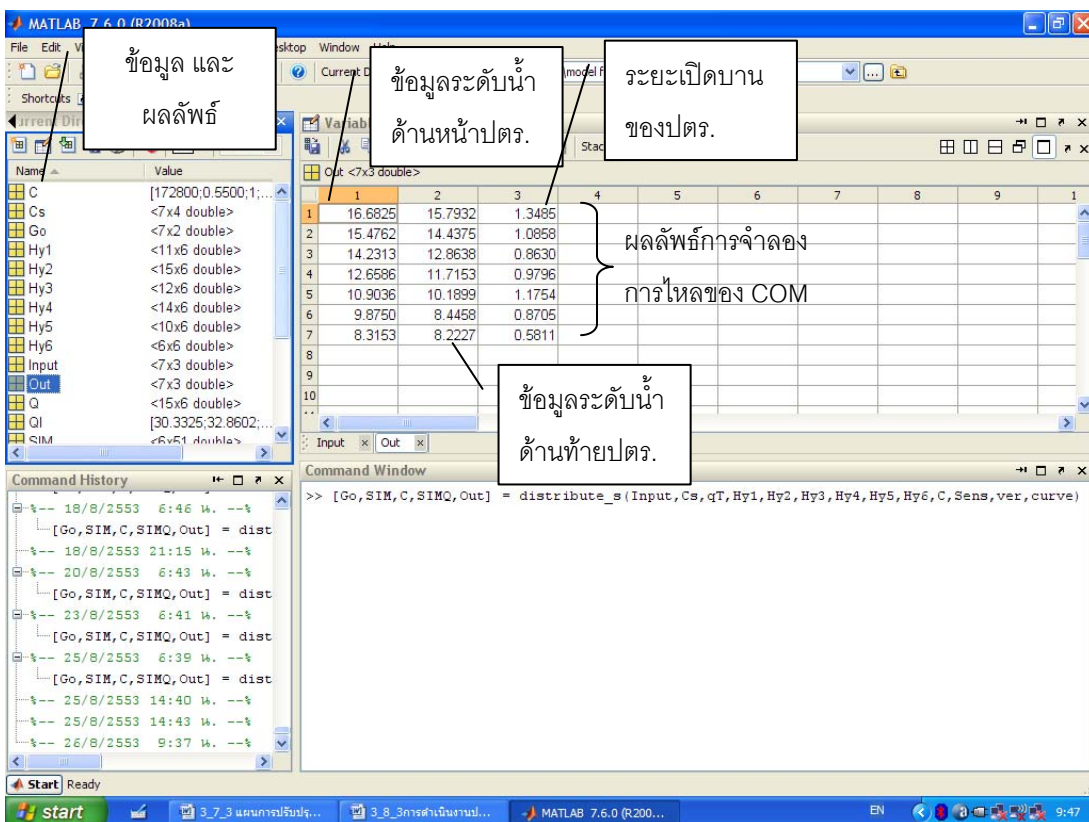 MATLAB 7.6.0 (R2008a)
File Edit
Window
ข้อมูล และ
ผลลัพธ์
ข้อมูลระดับน้ำ
ด้านหน้าปตร.
ระยะเปิดบาน
ของปตร.
Shortcuts
Stac
Name Value
Out <7x3 double>
C [172800;0.5500;1;...
Cs <7x4 double>
Go <7x2 double>
Hy1 <11x6 double>
Hy2 <15x6 double>
Hy3 <12x6 double>
Hy4 <14x6 double>
Hy5 <10x6 double>
Hy6 <6x6 double>
Input <7x3 double>
Out <7x3 double>
Q <15x6 double>
QI [30.3325;32.8602;...
SIM <6x51 double>
1 2 3 4 5 6 7 8 9 1
1 16.6825 15.7932 1.3485
2 15.4762 14.4375 1.0858
3 14.2313 12.8638 0.8630
4 12.6586 11.7153 0.9796
5 10.9036 10.1899 1.1754
6 9.8750 8.4458 0.8705
7 8.3153 8.2227 0.5811
8
9
10
ผลลัพธ์การจำลอง
การไหลของ COM
ข้อมูลระดับน้ำ
ด้านท้ายปตร.
Input Out
Command History
%-- 18/8/2553 6:46 น. --%
[Go,SIM,C,SIMQ,Out] = dist
%-- 18/8/2553 21:15 น. --%
%-- 20/8/2553 6:43 น. --%
[Go,SIM,C,SIMQ,Out] = dist
%-- 23/8/2553 6:41 น. --%
[Go,SIM,C,SIMQ,Out] = dist
%-- 25/8/2553 6:39 น. --%
[Go,SIM,C,SIMQ,Out] = dist
%-- 25/8/2553 14:40 น. --%
%-- 25/8/2553 14:43 น. --%
%-- 26/8/2553 9:37 น. --%
Command Window
>> [Go,SIM,C,SIMQ,Out] = distribute_s(Input,Cs,qT,Hy1,Hy2,Hy3,Hy4,Hy5,Hy6,C,Sens,ver,curve)
Start Ready
start 3_7_3 แผนการปรับปรุ... 3_8_3การดำเนินงานป... MATLAB 7.6.0 (R200... EN 9:47